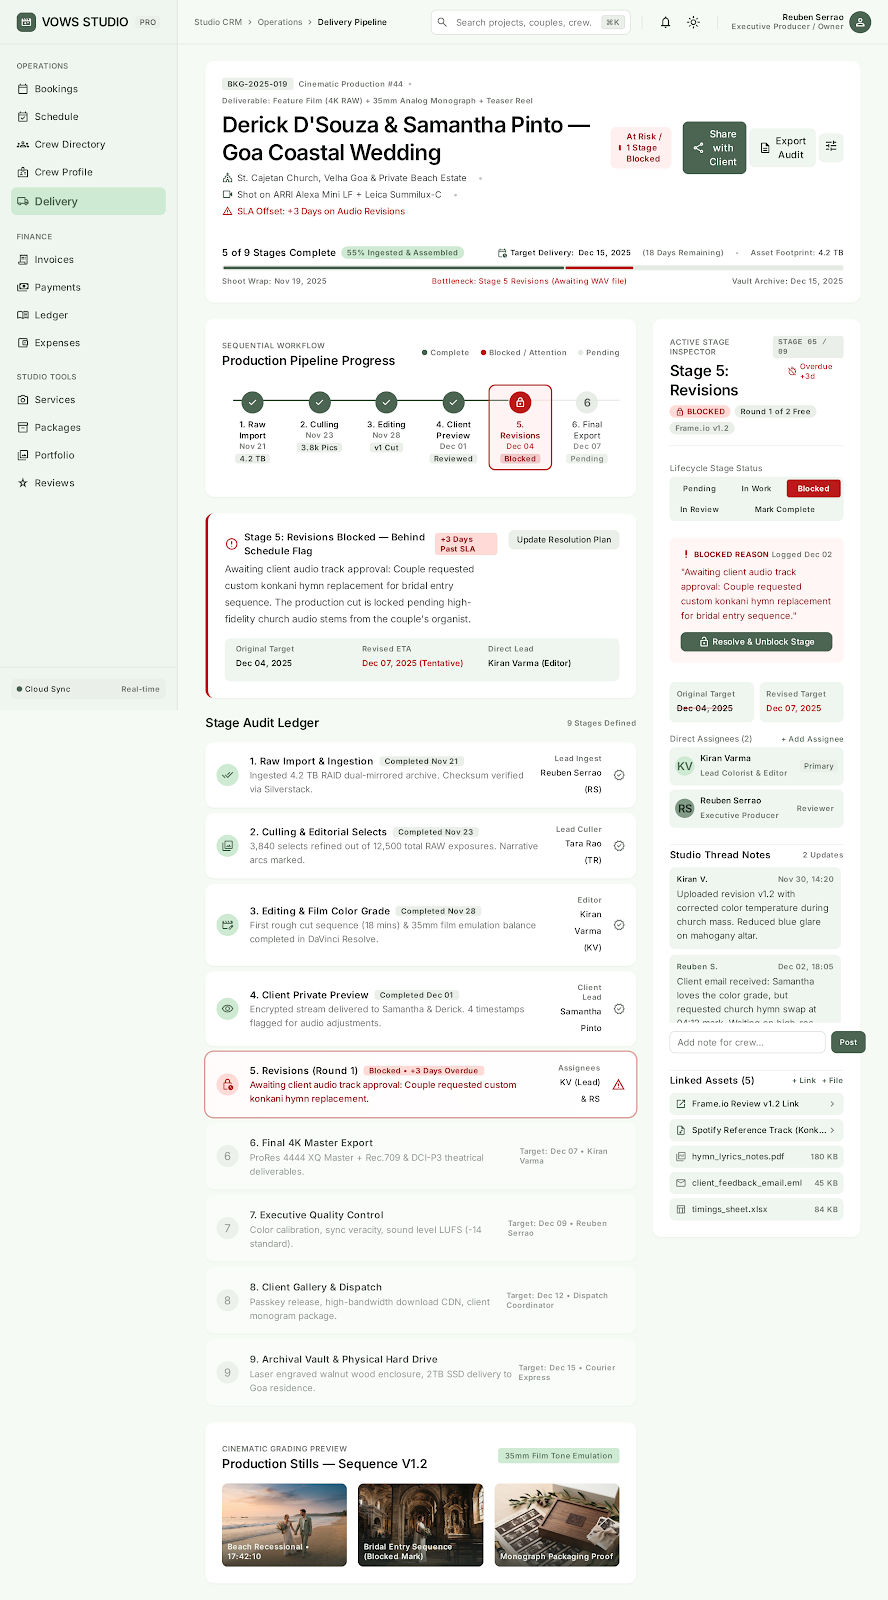 VOWS STUDIO PRO
Studio CRM › Operations › Delivery Pipeline
Search projects, couples, crew. ⌘K
Reuben Serrao
Executive Producer / Owner
OPERATIONS
Bookings
Schedule
Crew Directory
Crew Profile
Delivery
FINANCE
Invoices
Payments
Ledger
Expenses
STUDIO TOOLS
Services
Packages
Portfolio
Reviews
Cloud Sync Real-time
BKG-2025-019 Cinematic Production #44 •
Deliverable: Feature Film (4K RAW) + 35mm Analog Monograph + Teaser Reel
Derick D'Souza & Samantha Pinto —
Goa Coastal Wedding
St. Cajetan Church, Velha Goa & Private Beach Estate •
Shot on ARRI Alexa Mini LF + Leica Summilux-C •
SLA Offset: +3 Days on Audio Revisions
At Risk /
1 Stage
Blocked
Share
with
Client
Export
Audit
5 of 9 Stages Complete 55% Ingested & Assembled Target Delivery: Dec 15, 2025 (18 Days Remaining) • Asset Footprint: 4.2 TB
Shoot Wrap: Nov 19, 2025 Bottleneck: Stage 5 Revisions (Awaiting WAV file) Vault Archive: Dec 15, 2025
SEQUENTIAL WORKFLOW
Production Pipeline Progress
Complete Blocked / Attention Pending
1. Raw
Import
Nov 21
4.2 TB
2. Culling
Nov 23
3.8k Pics
3. Editing
Nov 28
v1 Cut
4. Client
Preview
Dec 01
Reviewed
5.
Revisions
Dec 04
Blocked
6
6. Final
Export
Dec 07
Pending
Stage 5: Revisions Blocked — Behind
Schedule Flag
+3 Days
Past SLA
Update Resolution Plan
Awaiting client audio track approval: Couple requested
custom konkani hymn replacement for bridal entry
sequence. The production cut is locked pending high-
fidelity church audio stems from the couple's organist.
Original Target
Dec 04, 2025
Revised ETA
Dec 07, 2025 (Tentative)
Direct Lead
Kiran Varma (Editor)
Stage Audit Ledger 9 Stages Defined
1. Raw Import & Ingestion Completed Nov 21
Ingested 4.2 TB RAID dual-mirrored archive. Checksum verified
via Silverstack.
Lead Ingest
Reuben Serrao
(RS)
2. Culling & Editorial Selects Completed Nov 23
3,840 selects refined out of 12,500 total RAW exposures. Narrative
arcs marked.
Lead Culler
Tara Rao
(TR)
3. Editing & Film Color Grade Completed Nov 28
First rough cut sequence (18 mins) & 35mm film emulation balance
completed in DaVinci Resolve.
Editor
Kiran
Varma
(KV)
4. Client Private Preview Completed Dec 01
Encrypted stream delivered to Samantha & Derick. 4 timestamps
flagged for audio adjustments.
Client
Lead
Samantha
Pinto
5. Revisions (Round 1) Blocked • +3 Days Overdue
Awaiting client audio track approval: Couple requested custom
konkani hymn replacement.
Assignees
KV (Lead)
& RS
6
6. Final 4K Master Export
ProRes 4444 XQ Master + Rec.709 & DCI-P3 theatrical
deliverables.
Target: Dec 07 • Kiran
Varma
7
7. Executive Quality Control
Color calibration, sync veracity, sound level LUFS (-14
standard).
Target: Dec 09 • Reuben
Serrao
8
8. Client Gallery & Dispatch
Passkey release, high-bandwidth download CDN, client
monogram package.
Target: Dec 12 • Dispatch
Coordinator
9
9. Archival Vault & Physical Hard Drive
Laser engraved walnut wood enclosure, 2TB SSD delivery to
Goa residence.
Target: Dec 15 • Courier
Express
CINEMATIC GRADING PREVIEW
Production Stills — Sequence V1.2
35mm Film Tone Emulation
Beach Recessional •
17:42:10
Bridal Entry Sequence
(Blocked Mark)
Monograph Packaging Proof
ACTIVE STAGE
INSPECTOR
STAGE 05 /
09
Stage 5:
Revisions
Overdue
+3d
BLOCKED Round 1 of 2 Free
Frame.io v1.2
Lifecycle Stage Status
Pending In Work Blocked
In Review Mark Complete
BLOCKED REASON Logged Dec 02
"Awaiting client audio track
approval: Couple requested
custom konkani hymn replacement
for bridal entry sequence."
Resolve & Unblock Stage
Original Target
Dec 04, 2025
Revised Target
Dec 07, 2025
Direct Assignees (2) + Add Assignee
KV
Kiran Varma
Lead Colorist & Editor
Primary
RS
Reuben Serrao
Executive Producer
Reviewer
Studio Thread Notes 2 Updates
Kiran V. Nov 30, 14:20
Uploaded revision v1.2 with
corrected color temperature during
church mass. Reduced blue glare
on mahogany altar.
Reuben S. Dec 02, 18:05
Client email received: Samantha
loves the color grade, but
requested church hymn swap at
04:12 mark. Waiting on high-res
Add note for crew... Post
Linked Assets (5) + Link + File
Frame.io Review v1.2 Link
Spotify Reference Track (Konk...
hymn_lyrics_notes.pdf 180 KB
client_feedback_email.eml 45 KB
timings_sheet.xlsx 84 KB